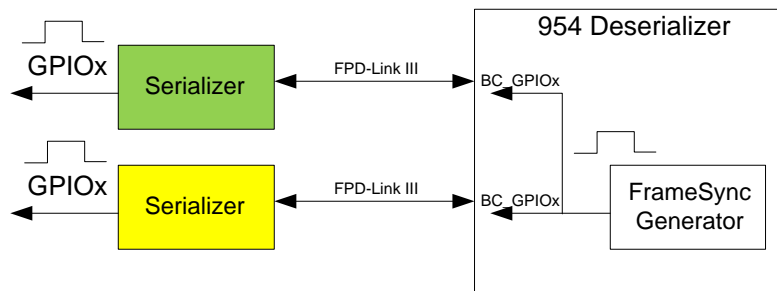 954 Deserializer
GPIOx
Serializer
FPD-Link III
BC_GPIOx
GPIOx
Serializer
FPD-Link III
BC_GPIOx
FrameSync
Generator